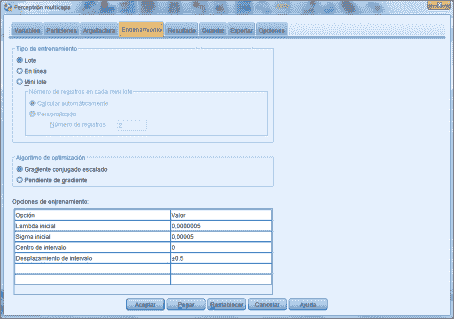 Perceptrón multicapa
Variables Particiones Arquitectura Entrenamiento Resultado Guardar Exportar Opciones
Tipo de entrenamiento
Lote
En línea
Mini lote
Número de registros en cada mini lote
Calcular automáticamente
Personalizado
Número de registros
Algoritmo de optimización
Gradiente conjugado escalado
Pendiente de gradiente
Opciones de entrenamiento:
Opción Valor
Lambda inicial 0,0000005
Sigma inicial 0,00005
Centro de intervalo 0
Desplazamiento de intervalo ±0.5
Aceptar Pegar Restablecer Cancelar Ayuda